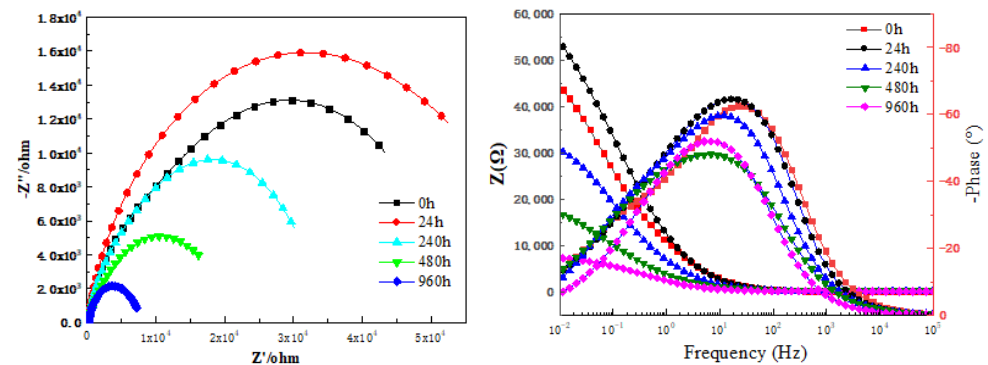 1.8x10⁴
1.6x10⁴
1.4x10⁴
1.2x10⁴
1.0x10⁴
8.0x10³
6.0x10³
4.0x10³
2.0x10³
0.0
-Z''/ohm
0
1x10⁴
2x10⁴
3x10⁴
4x10⁴
5x10⁴
Z'/ohm
0h
24h
240h
480h
960h
60,000
50,000
40,000
30,000
20,000
10,000
0
Z(Ω)
10⁻²
10⁻¹
10⁰
10¹
10²
10³
10⁴
10⁵
Frequency (Hz)
0h
24h
240h
480h
960h
−80
−60
−40
−20
0
-Phase (°)